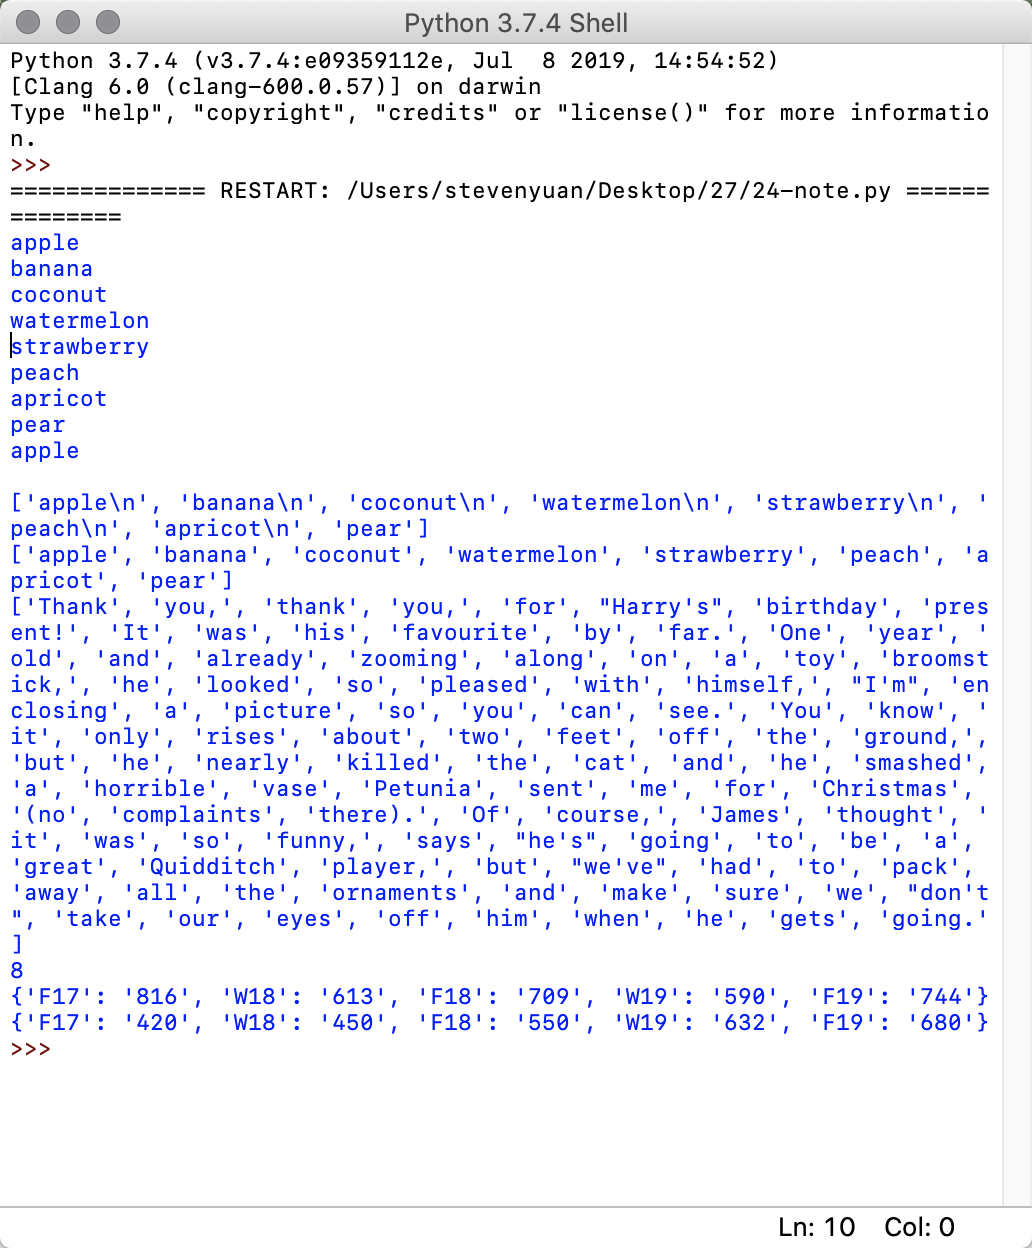 Python 3.7.4 Shell
Python 3.7.4 (v3.7.4:e09359112e, Jul  8 2019, 14:54:52)
[Clang 6.0 (clang-600.0.57)] on darwin
Type "help", "copyright", "credits" or "license()" for more informatio
n.
>>>
============== RESTART: /Users/stevenyuan/Desktop/27/24-note.py ======
========
apple
banana
coconut
watermelon
strawberry
peach
apricot
pear
apple

['apple\n', 'banana\n', 'coconut\n', 'watermelon\n', 'strawberry\n', '
peach\n', 'apricot\n', 'pear']
['apple', 'banana', 'coconut', 'watermelon', 'strawberry', 'peach', 'a
pricot', 'pear']
['Thank', 'you,', 'thank', 'you,', 'for', "Harry's", 'birthday', 'pres
ent!', 'It', 'was', 'his', 'favourite', 'by', 'far.', 'One', 'year', '
old', 'and', 'already', 'zooming', 'along', 'on', 'a', 'toy', 'broomst
ick,', 'he', 'looked', 'so', 'pleased', 'with', 'himself,', "I'm", 'en
closing', 'a', 'picture', 'so', 'you', 'can', 'see.', 'You', 'know', '
it', 'only', 'rises', 'about', 'two', 'feet', 'off', 'the', 'ground,',
'but', 'he', 'nearly', 'killed', 'the', 'cat', 'and', 'he', 'smashed',
'a', 'horrible', 'vase', 'Petunia', 'sent', 'me', 'for', 'Christmas',
'(no', 'complaints', 'there).', 'Of', 'course,', 'James', 'thought', '
it', 'was', 'so', 'funny,', 'says', "he's", 'going', 'to', 'be', 'a',
'great', 'Quidditch', 'player,', 'but', "we've", 'had', 'to', 'pack',
'away', 'all', 'the', 'ornaments', 'and', 'make', 'sure', 'we', "don't
", 'take', 'our', 'eyes', 'off', 'him', 'when', 'he', 'gets', 'going.'
]
8
{'F17': '816', 'W18': '613', 'F18': '709', 'W19': '590', 'F19': '744'}
{'F17': '420', 'W18': '450', 'F18': '550', 'W19': '632', 'F19': '680'}
>>>
Ln: 10 Col: 0